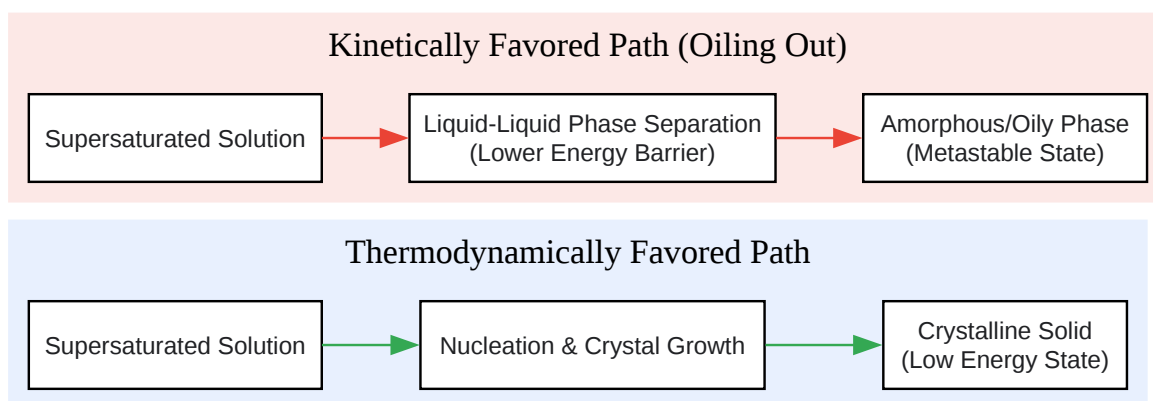 Kinetically Favored Path (Oiling Out)
Supersaturated Solution
Liquid-Liquid Phase Separation
(Lower Energy Barrier)
Amorphous/Oily Phase
(Metastable State)
Thermodynamically Favored Path
Supersaturated Solution
Nucleation & Crystal Growth
Crystalline Solid
(Low Energy State)